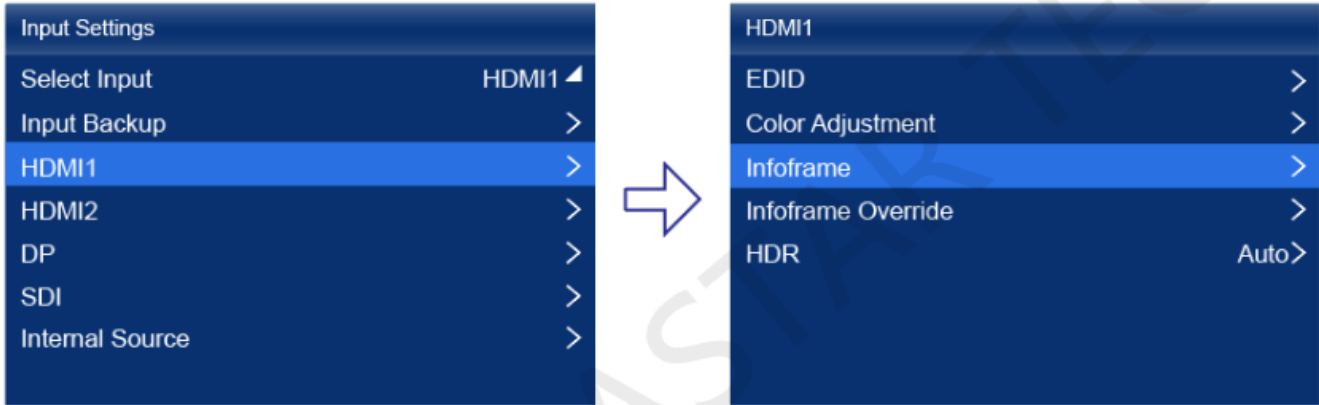 Input Settings
Select Input HDMI1
Input Backup
HDMI1
HDMI2
DP
SDI
Internal Source
HDMI1
EDID
Color Adjustment
Infoframe
Infoframe Override
HDR Auto